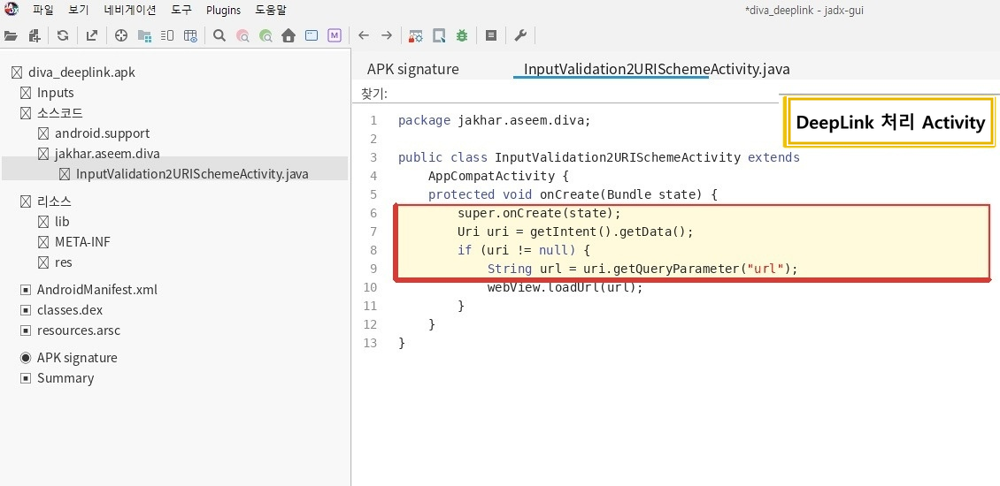 파일 보기 네비게이션 도구 Plugins 도움말 *diva_deeplink - jadx-gui
M
diva_deeplink.apk
Inputs
소스코드
android.support
jakhar.aseem.diva
InputValidation2URISchemeActivity.java
리소스
lib
META-INF
res
AndroidManifest.xml
classes.dex
resources.arsc
APK signature
Summary
APK signature InputValidation2URISchemeActivity.java
찾기:
DeepLink 처리 Activity
1 package jakhar.aseem.diva;
2
3 public class InputValidation2URISchemeActivity extends
4 AppCompatActivity {
5 protected void onCreate(Bundle state) {
6 super.onCreate(state);
7 Uri uri = getIntent().getData();
8 if (uri != null) {
9 String url = uri.getQueryParameter("url");
10 webView.loadUrl(url);
11 }
12 }
13 }